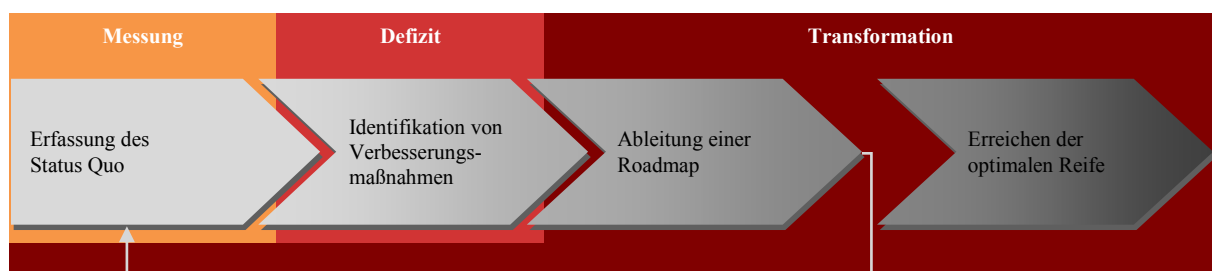 Messung
Defizit
Transformation
Erfassung des
Status Quo
Identifikation von
Verbesserungs-
maßnahmen
Ableitung einer
Roadmap
Erreichen der
optimalen Reife